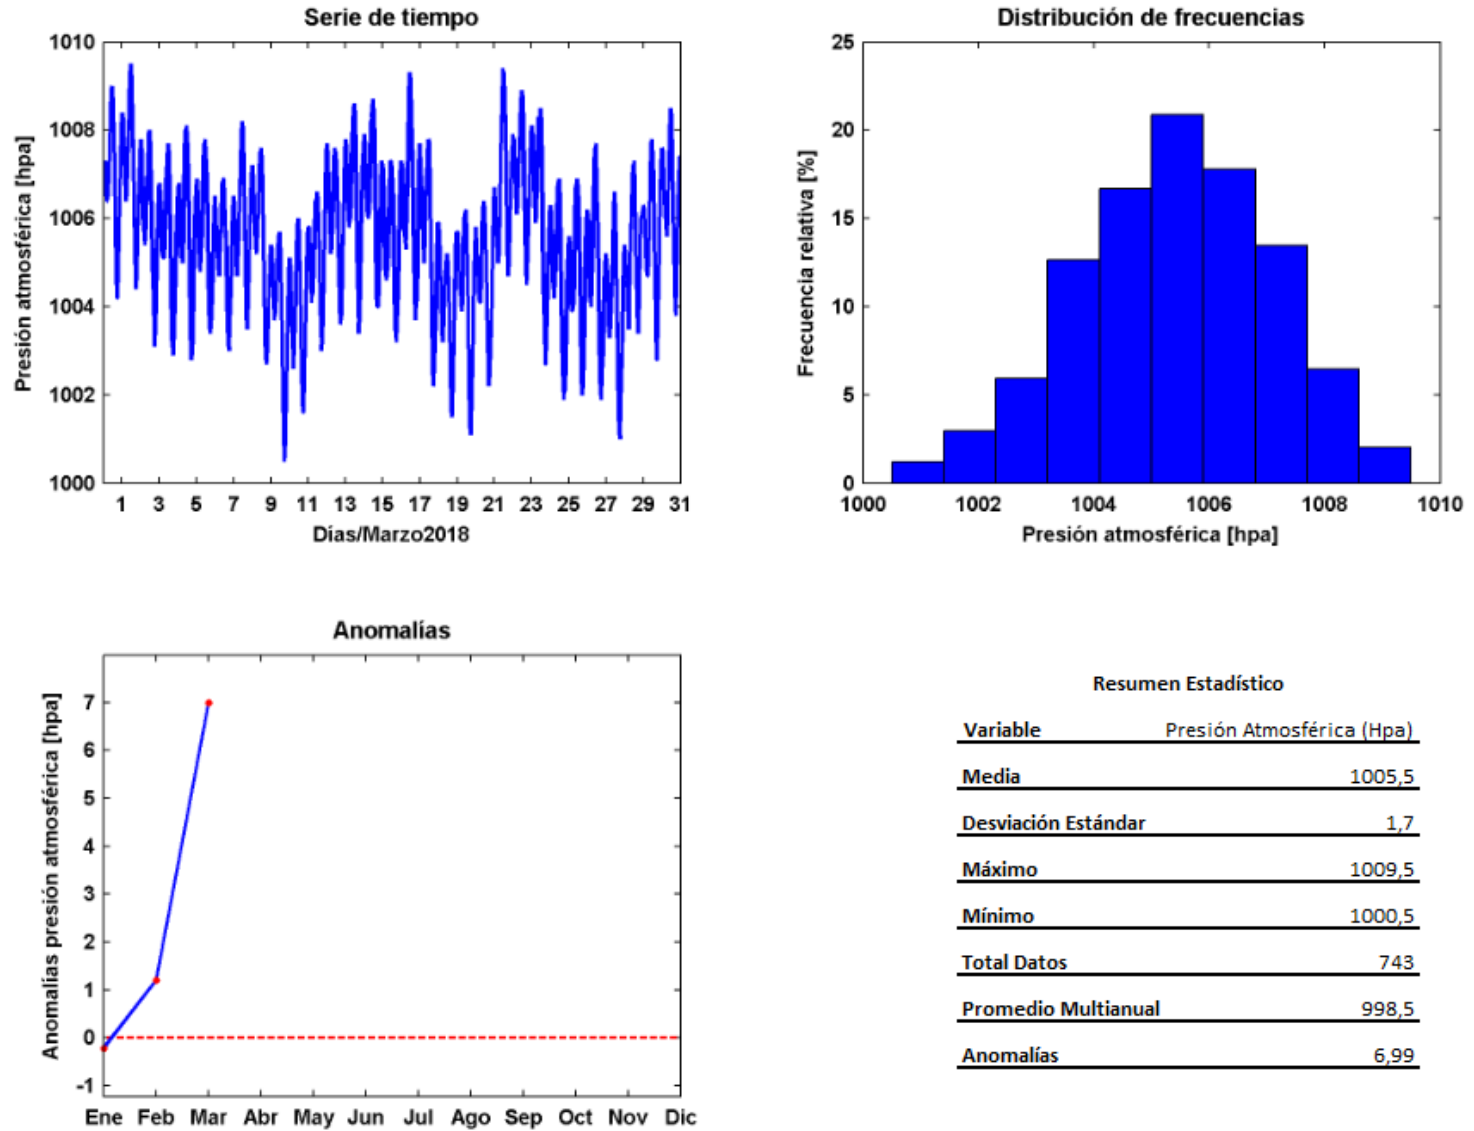 Serie de tiempo
1010
1008
1006
1004
1002
1000
Presión atmosférica [hpa]
1 3 5 7 9 11 13 15 17 19 21 23 25 27 29 31
Días/Marzo2018
Distribución de frecuencias
25
20
15
10
5
0
Frecuencia relativa [%]
1000 1002 1004 1006 1008 1010
Presión atmosférica [hpa]
Anomalías
7
6
5
4
3
2
1
0
-1
Anomalías presión atmosférica [hpa]
Ene Feb Mar Abr May Jun Jul Ago Sep Oct Nov Dic
Resumen Estadístico
Variable Presión Atmosférica (Hpa)
Media 1005,5
Desviación Estándar 1,7
Máximo 1009,5
Mínimo 1000,5
Total Datos 743
Promedio Multianual 998,5
Anomalías 6,99